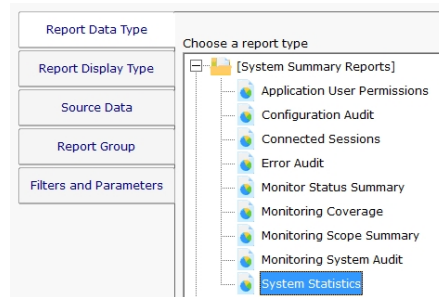 Report Data Type
Report Display Type
Source Data
Report Group
Filters and Parameters
Choose a report type
[System Summary Reports]
Application User Permissions
Configuration Audit
Connected Sessions
Error Audit
Monitor Status Summary
Monitoring Coverage
Monitoring Scope Summary
Monitoring System Audit
System Statistics